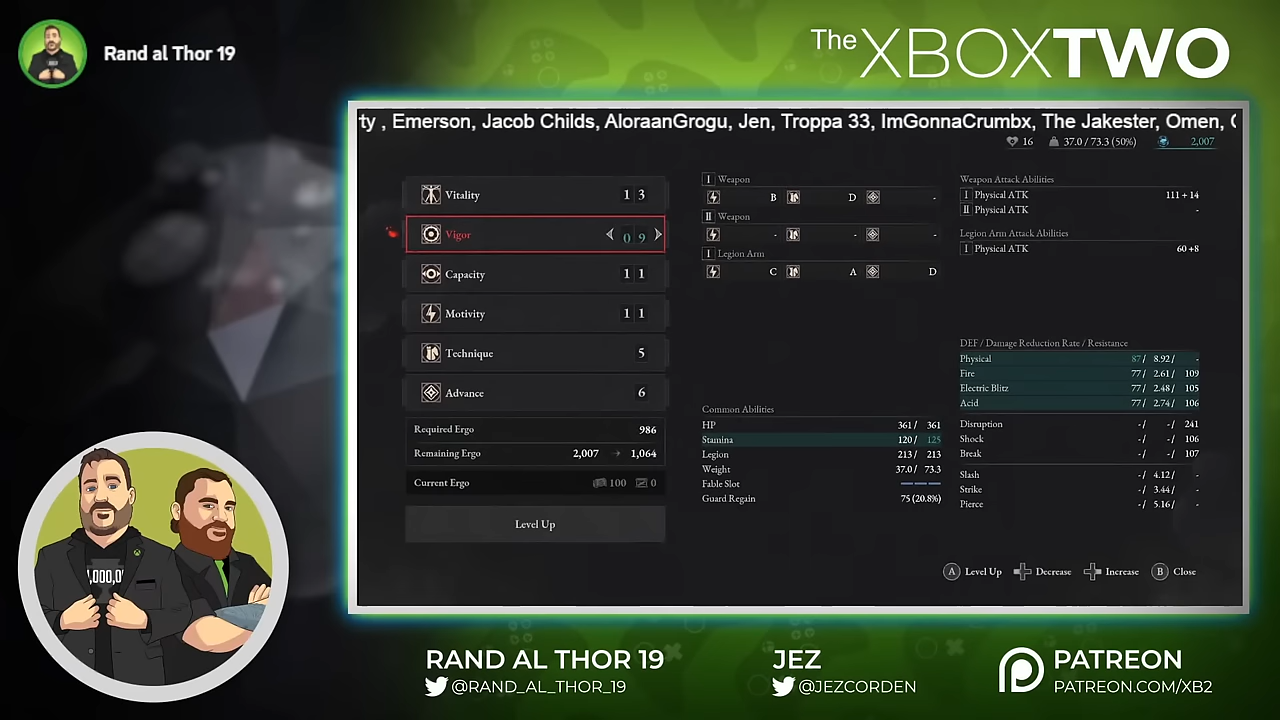 Rand al Thor 19
The XBOXTWO
ty , Emerson, Jacob Childs, AloraanGrogu, Jen, Troppa 33, ImGonnaCrumbx, The Jakester, Omen,
16 37.0 / 73.3 (50%) 2,007
Vitality 1 3
Vigor 0 9
Capacity 1 1
Motivity 1 1
Technique 5
Advance 6
Required Ergo 986
Remaining Ergo 2,007 → 1,064
Current Ergo 100 0
Level Up
I Weapon
B D -
II Weapon
- - -
I Legion Arm
C A D
Common Abilities
HP 361 / 361
Stamina 120 / 125
Legion 213 / 213
Weight 37.0 / 73.3
Fable Slot
Guard Regain 75 (20.8%)
Weapon Attack Abilities
I Physical ATK 111 + 14
II Physical ATK -
Legion Arm Attack Abilities
I Physical ATK 60 +8
DEF / Damage Reduction Rate / Resistance
Physical 87 / 8.92 / -
Fire 77 / 2.61 / 109
Electric Blitz 77 / 2.48 / 105
Acid 77 / 2.74 / 106
Disruption - / - / 241
Shock - / - / 106
Break - / - / 107
Slash - / 4.12 / -
Strike - / 3.44 / -
Pierce - / 5.16 / -
A Level Up Decrease Increase B Close
,000,0
RAND AL THOR 19
@RAND_AL_THOR_19
JEZ
@JEZCORDEN
PATREON
PATREON.COM/XB2